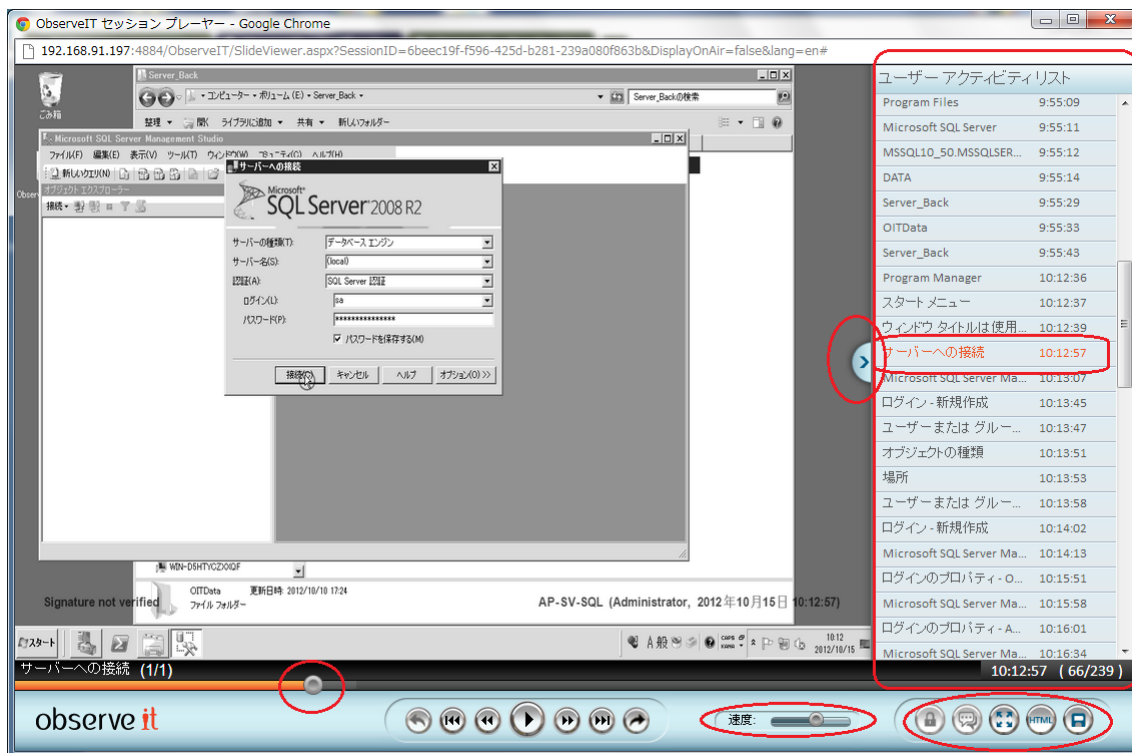 ObserveIT セッション プレーヤー - Google Chrome
192.168.91.197:4884/ObserveIT/SlideViewer.aspx?SessionID=6beec19f-f596-425d-b281-239a080f863b&DisplayOnAir=false&lang=en#
ごみ箱
Server_Back
コンピューター ▸ ボリューム (E) ▸ Server_Back ▸
Server_Backの検索
整理 ▾ 開く ライブラリに追加 ▾ 共有 ▾ 新しいフォルダー
Microsoft SQL Server Management Studio
ファイル(F) 編集(E) 表示(V) ツール(T) ウィンドウ(W) コミュニティ(C) ヘルプ(H)
新しいクエリ(N)
オブジェクト エクスプローラー
接続 ▾
サーバーへの接続
Microsoft
SQL Server 2008 R2
サーバーの種類(T): データベース エンジン
サーバー名(S): (local)
認証(A): SQL Server 認証
ログイン(L): sa
パスワード(P): ***************
パスワードを保存する(M)
接続(C) キャンセル ヘルプ オプション(O) >>
WIN-D5HTYCZXXQF
OITData 更新日時: 2012/10/10 17:24
ファイル フォルダー
Signature not verified
AP-SV-SQL (Administrator, 2012年10月15日 10:12:57)
スタート
A 般
CAPS
10:12
2012/10/15
サーバーへの接続 (1/1)
10:12:57 ( 66/239 )
observe it
速度:
HTML
ユーザー アクティビティ リスト
Program Files 9:55:09
Microsoft SQL Server 9:55:11
MSSQL10_50.MSSQLSER... 9:55:12
DATA 9:55:14
Server_Back 9:55:29
OITData 9:55:33
Server_Back 9:55:43
Program Manager 10:12:36
スタート メニュー 10:12:37
ウィンドウ タイトルは使用... 10:12:39
サーバーへの接続 10:12:57
Microsoft SQL Server Ma... 10:13:07
ログイン - 新規作成 10:13:45
ユーザーまたは グルー... 10:13:47
オブジェクトの種類 10:13:51
場所 10:13:53
ユーザーまたは グルー... 10:13:58
ログイン - 新規作成 10:14:02
Microsoft SQL Server Ma... 10:14:13
ログインのプロパティ - O... 10:15:51
Microsoft SQL Server Ma... 10:15:58
ログインのプロパティ - A... 10:16:01
Microsoft SQL Server Ma... 10:16:34